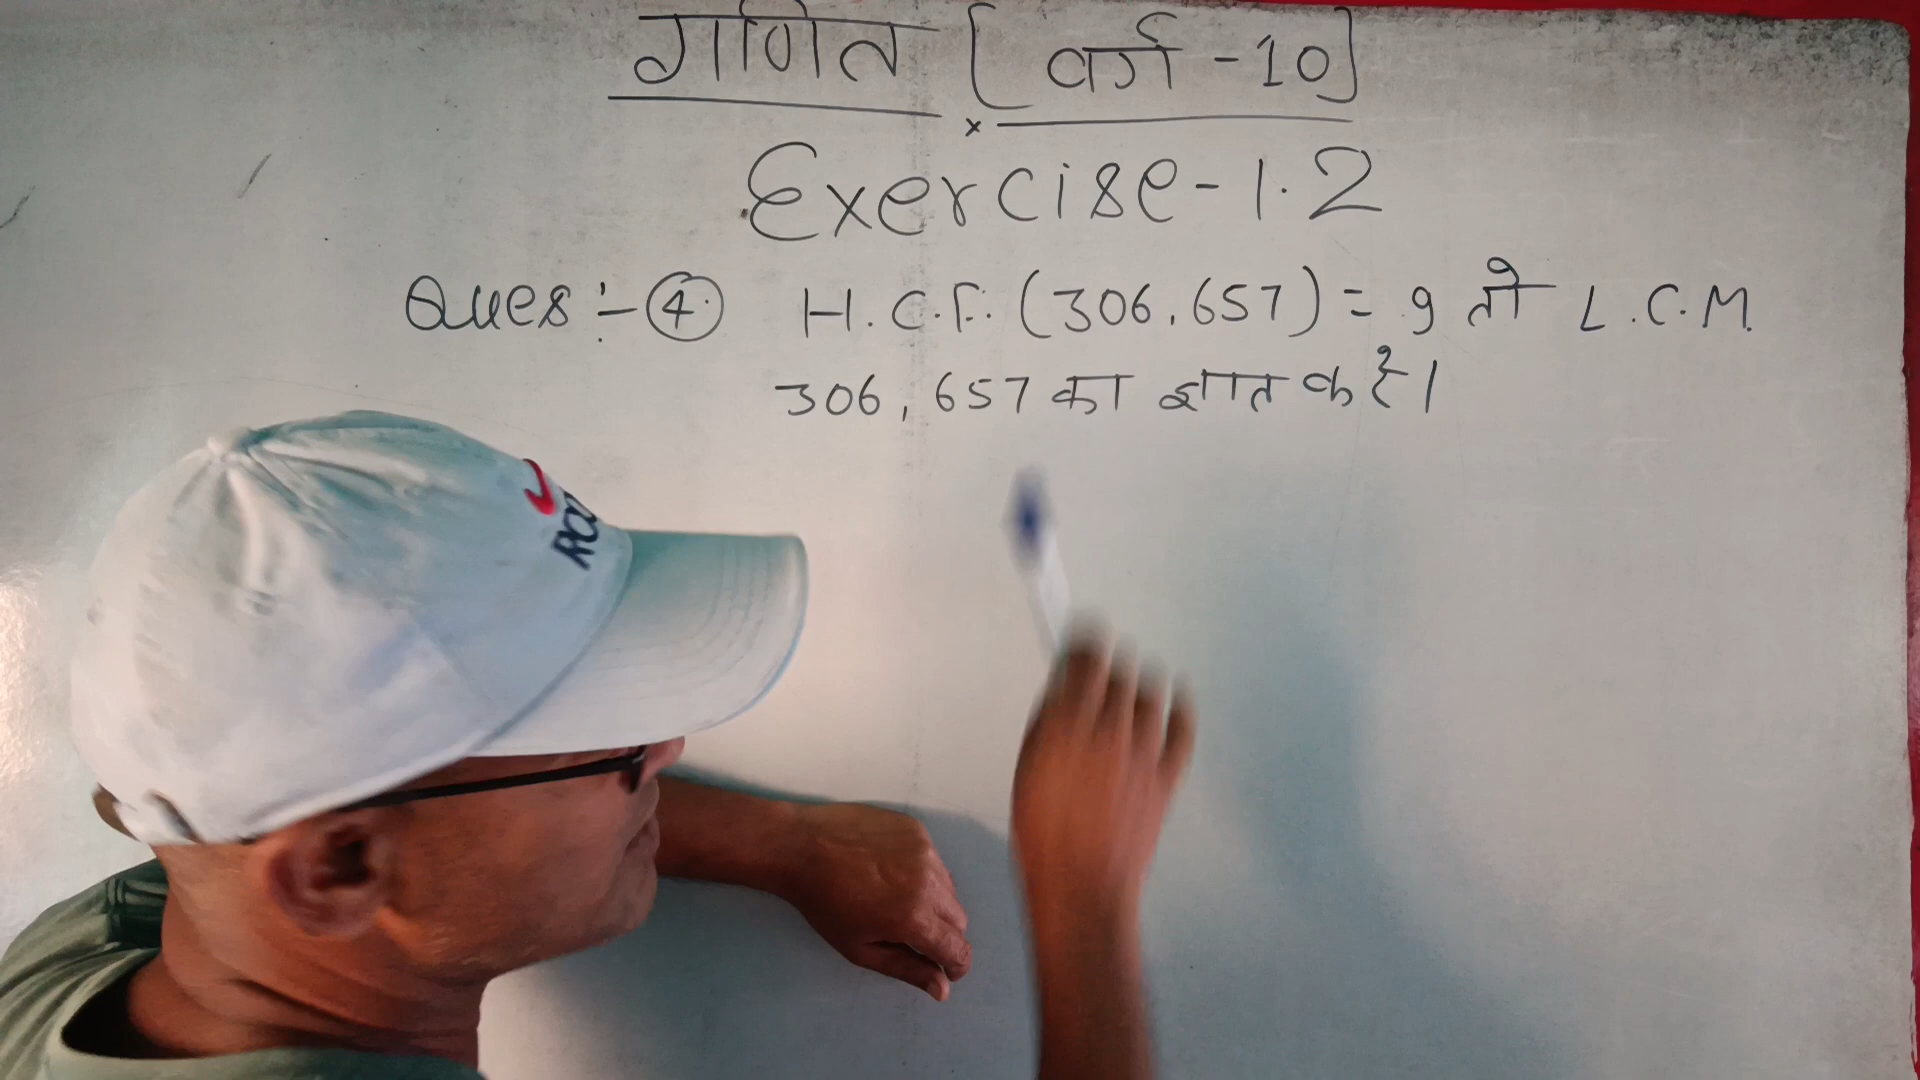 गणित [वर्ग -10]
×
Exercise-1.2
Ques:-④ H.C.F. (306, 657) = 9 तो L.C.M.
306, 657 का ज्ञात करें।